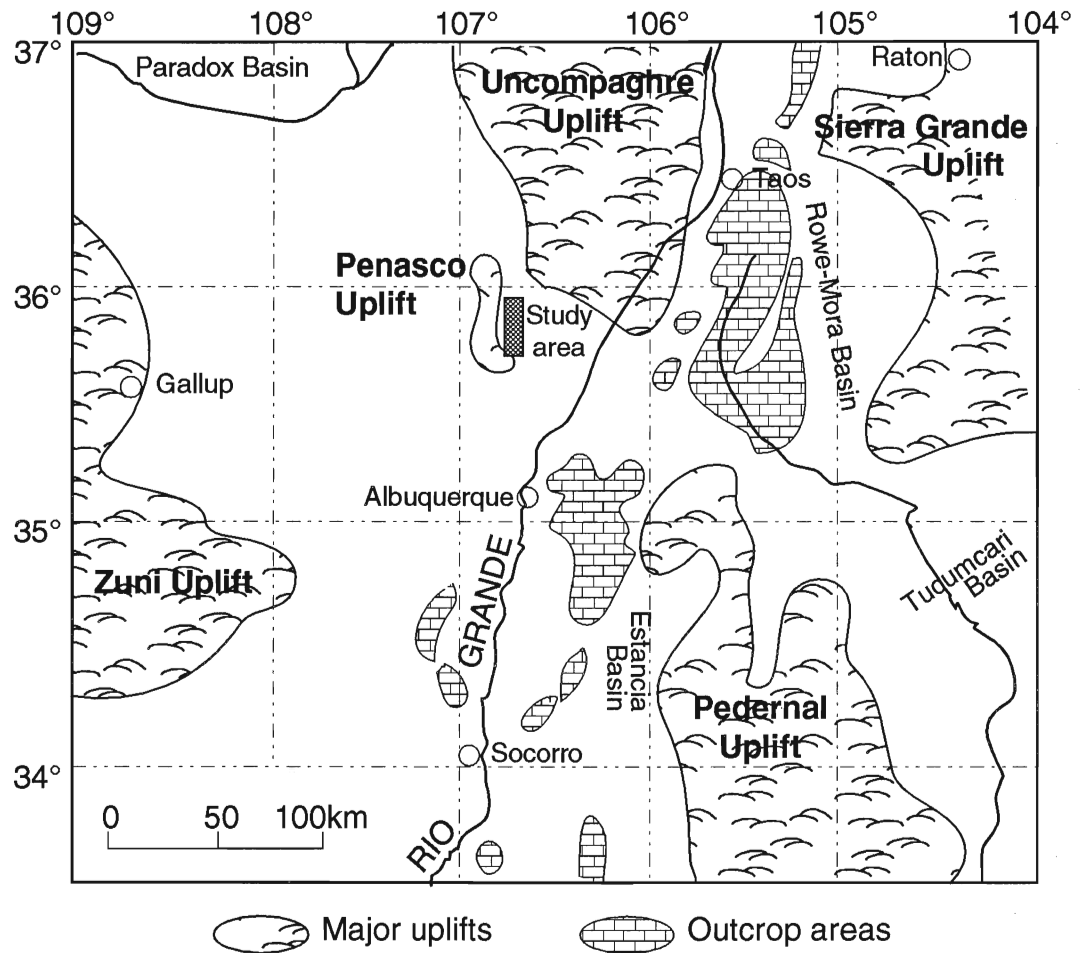 109° 108° 107° 106° 105° 104°
37°
Paradox Basin
Uncompaghre
Uplift
Raton
Sierra Grande
Uplift
Taos
Rowe-Mora Basin
Penasco
Uplift
36°
Study
area
Gallup
Albuquerque
35°
Zuni Uplift
GRANDE
Estancia
Basin
Tucumcari
Basin
Pedernal
Uplift
Socorro
34°
0 50 100km
RIO
Major uplifts
Outcrop areas